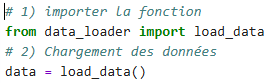 # 1) importer la fonction
from data_loader import load_data
# 2) Chargement des données
data = load_data()